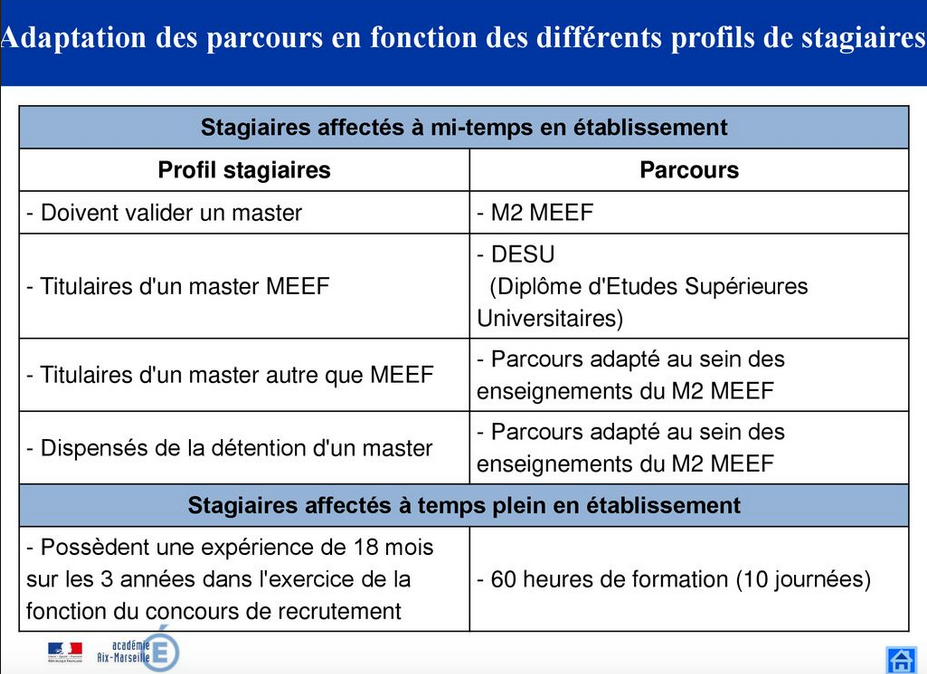 Adaptation des parcours en fonction des différents profils de stagiaires
Stagiaires affectés à mi-temps en établissement
Profil stagiaires
Parcours
- Doivent valider un master
- M2 MEEF
- Titulaires d'un master MEEF
- DESU
(Diplôme d'Etudes Supérieures
Universitaires)
- Titulaires d'un master autre que MEEF
- Parcours adapté au sein des
enseignements du M2 MEEF
- Dispensés de la détention d'un master
- Parcours adapté au sein des
enseignements du M2 MEEF
Stagiaires affectés à temps plein en établissement
- Possèdent une expérience de 18 mois
sur les 3 années dans l'exercice de la
fonction du concours de recrutement
- 60 heures de formation (10 journées)
académie
Aix-Marseille
É